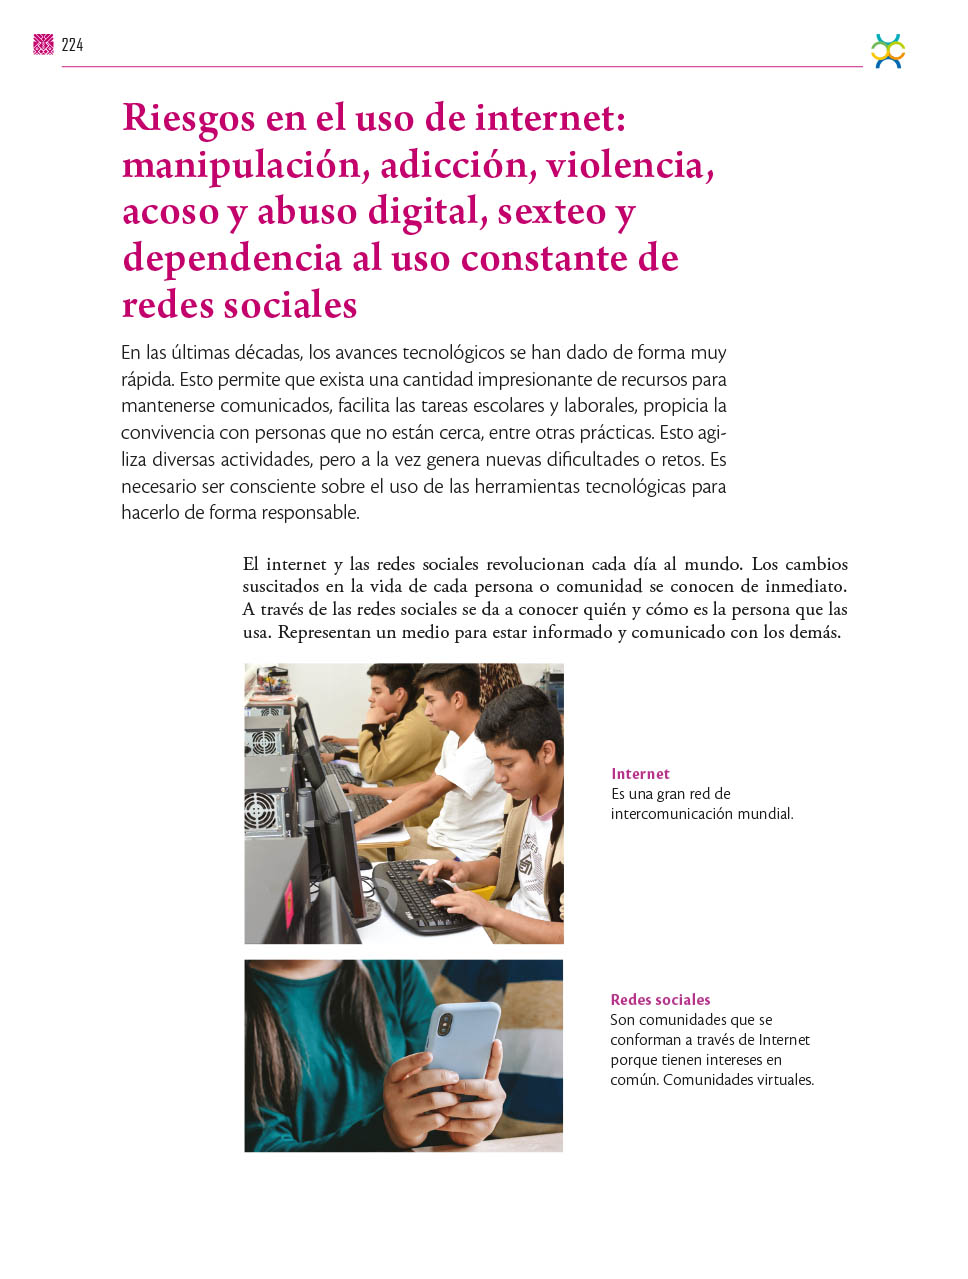 224
Riesgos en el uso de internet:
manipulación, adicción, violencia,
acoso y abuso digital, sexteo y
dependencia al uso constante de
redes sociales
En las últimas décadas, los avances tecnológicos se han dado de forma muy
rápida. Esto permite que exista una cantidad impresionante de recursos para
mantenerse comunicados, facilita las tareas escolares y laborales, propicia la
convivencia con personas que no están cerca, entre otras prácticas. Esto agi-
liza diversas actividades, pero a la vez genera nuevas dificultades o retos. Es
necesario ser consciente sobre el uso de las herramientas tecnológicas para
hacerlo de forma responsable.
El internet y las redes sociales revolucionan cada día al mundo. Los cambios
suscitados en la vida de cada persona o comunidad se conocen de inmediato.
A través de las redes sociales se da a conocer quién y cómo es la persona que las
usa. Representan un medio para estar informado y comunicado con los demás.
Internet
Es una gran red de
intercomunicación mundial.
Redes sociales
Son comunidades que se
conforman a través de Internet
porque tienen intereses en
común. Comunidades virtuales.